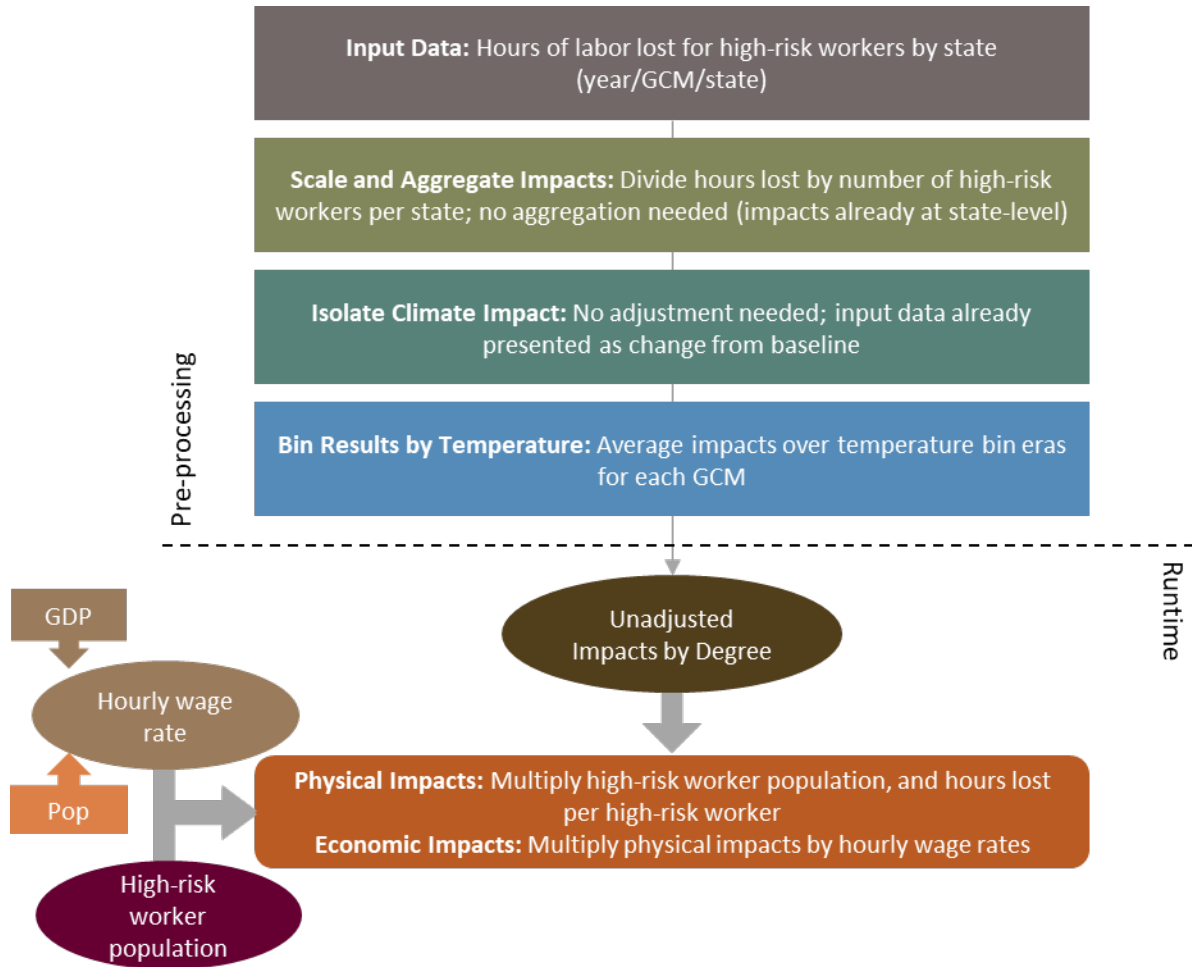 Input Data: Hours of labor lost for high-risk workers by state
(year/GCM/state)
Scale and Aggregate Impacts: Divide hours lost by number of high-risk
workers per state; no aggregation needed (impacts already at state-level)
Isolate Climate Impact: No adjustment needed; input data already
presented as change from baseline
Bin Results by Temperature: Average impacts over temperature bin eras
for each GCM
Pre-processing
Runtime
Unadjusted
Impacts by Degree
GDP
Hourly wage
rate
Pop
High-risk
worker
population
Physical Impacts: Multiply high-risk worker population, and hours lost
per high-risk worker
Economic Impacts: Multiply physical impacts by hourly wage rates